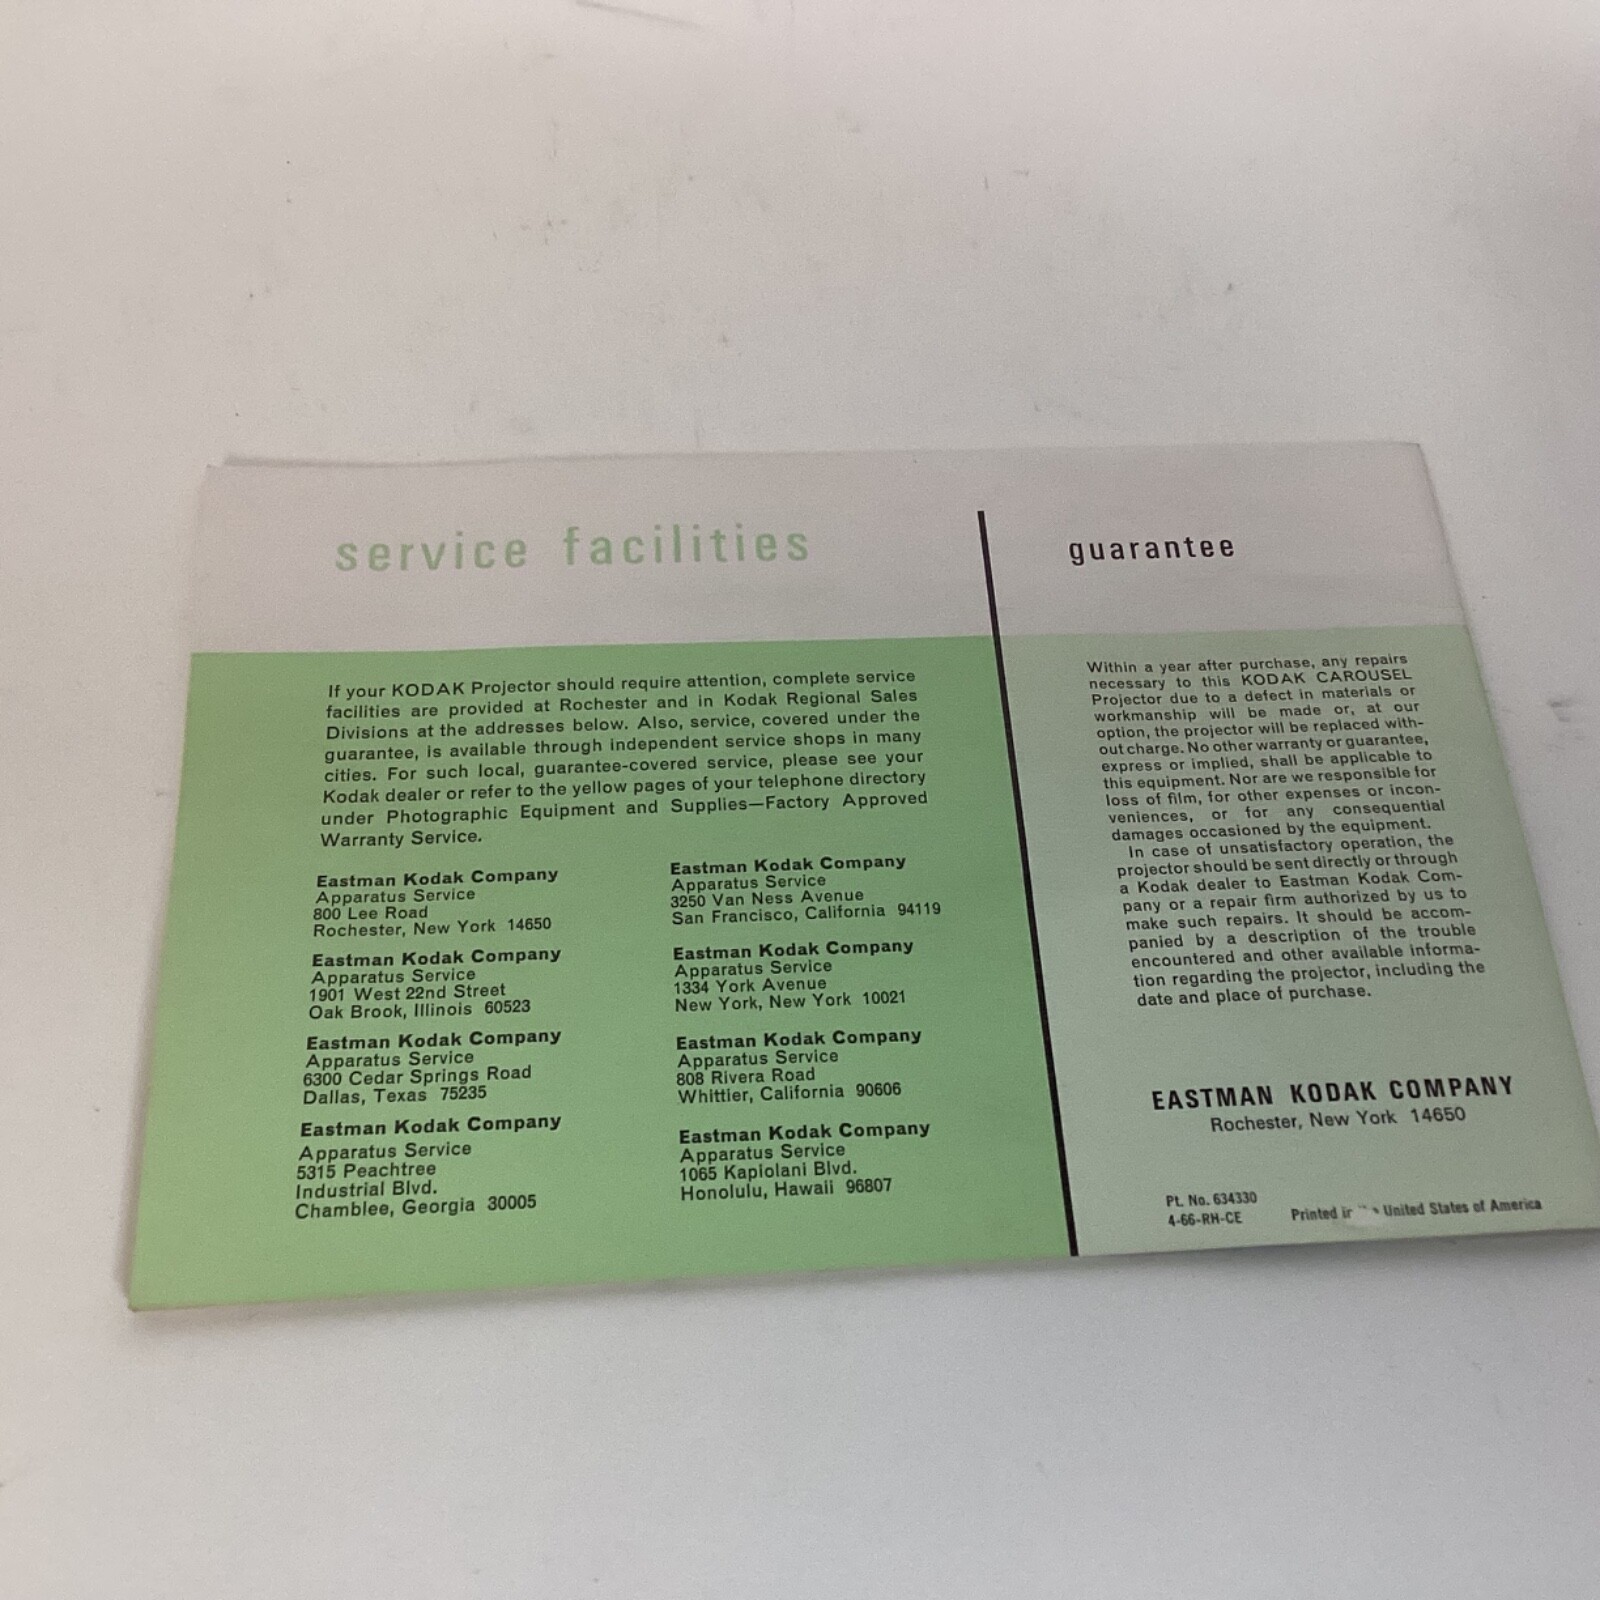 service facilities
If your KODAK Projector should require attention, complete service
facilities are provided at Rochester and in Kodak Regional Sales
Divisions at the addresses below. Also, service, covered under the
guarantee, is available through independent service shops in many
cities. For such local, guarantee-covered service, please see your
Kodak dealer or refer to the yellow pages of your telephone directory
under Photographic Equipment and Supplies—Factory Approved
Warranty Service.
Eastman Kodak Company
Apparatus Service
800 Lee Road
Rochester, New York 14650
Eastman Kodak Company
Apparatus Service
1901 West 22nd Street
Oak Brook, Illinois 60523
Eastman Kodak Company
Apparatus Service
6300 Cedar Springs Road
Dallas, Texas 75235
Eastman Kodak Company
Apparatus Service
5315 Peachtree
Industrial Blvd.
Chamblee, Georgia 30005
Eastman Kodak Company
Apparatus Service
3250 Van Ness Avenue
San Francisco, California 94119
Eastman Kodak Company
Apparatus Service
1334 York Avenue
New York, New York 10021
Eastman Kodak Company
Apparatus Service
808 Rivera Road
Whittier, California 90606
Eastman Kodak Company
Apparatus Service
1065 Kapiolani Blvd.
Honolulu, Hawaii 96807
guarantee
Within a year after purchase, any repairs
necessary to this KODAK CAROUSEL
Projector due to a defect in materials or
workmanship will be made or, at our
option, the projector will be replaced with-
out charge. No other warranty or guarantee,
express or implied, shall be applicable to
this equipment. Nor are we responsible for
loss of film, for other expenses or incon-
veniences, or for any consequential
damages occasioned by the equipment.
In case of unsatisfactory operation, the
projector should be sent directly or through
a Kodak dealer to Eastman Kodak Com-
pany or a repair firm authorized by us to
make such repairs. It should be accom-
panied by a description of the trouble
encountered and other available informa-
tion regarding the projector, including the
date and place of purchase.
EASTMAN KODAK COMPANY
Rochester, New York 14650
Pt. No. 634330
4-66-RH-CE
Printed United States of America